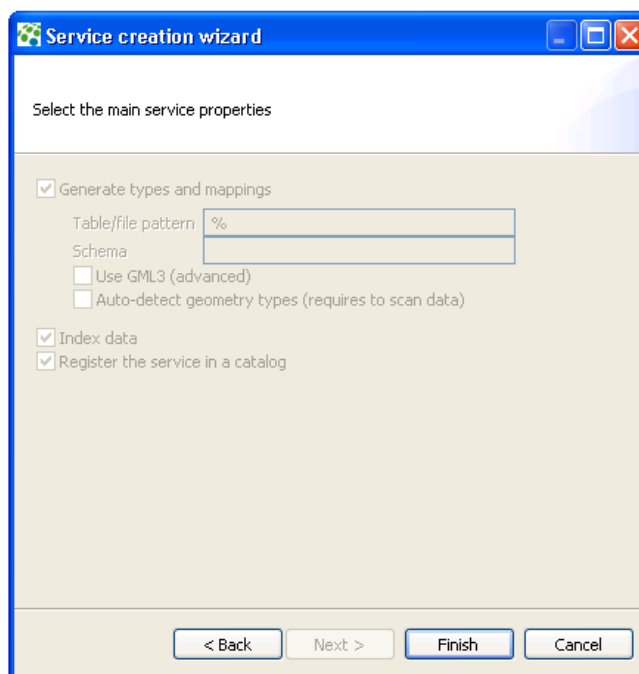 Service creation wizard
Select the main service properties
Generate types and mappings
Table/file pattern %
Schema
Use GML3 (advanced)
Auto-detect geometry types (requires to scan data)
Index data
Register the service in a catalog
< Back Next > Finish Cancel